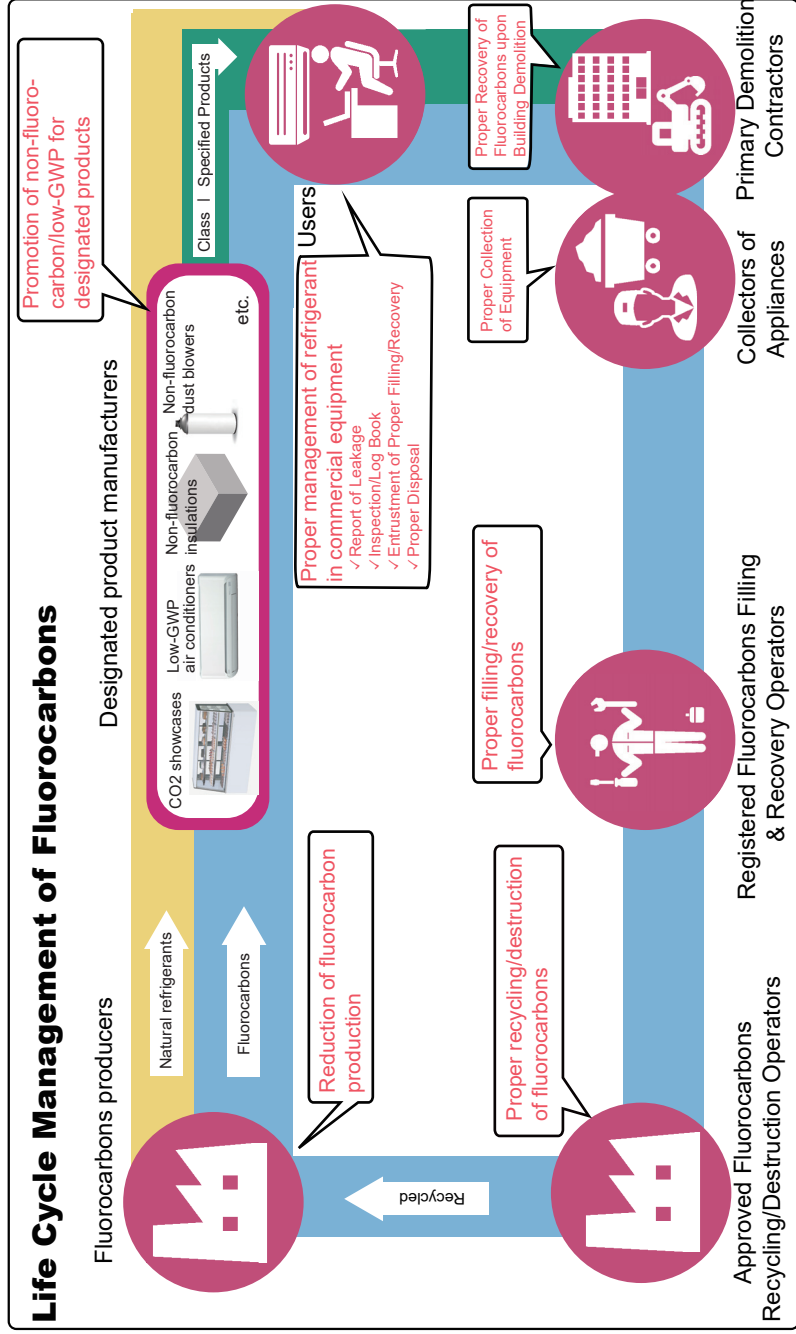 Life Cycle Management of Fluorocarbons
Fluorocarbons producers
Designated product manufacturers
Promotion of non-fluoro-
carbon/low-GWP for
designated products
Natural refrigerants
Fluorocarbons
CO2 showcases
Low-GWP
air conditioners
Non-fluorocarbon
insulations
Non-fluorocarbon
dust blowers
etc.
Class I Specified Products
Users
Reduction of fluorocarbon
production
Proper management of refrigerant
in commercial equipment
✓ Report of Leakage
✓ Inspection/Log Book
✓ Entrustment of Proper Filling/Recovery
✓ Proper Disposal
Recycled
Proper recycling/destruction
of fluorocarbons
Proper filling/recovery of
fluorocarbons
Proper Collection
of Equipment
Proper Recovery of
Fluorocarbons upon
Building Demolition
Approved Fluorocarbons
Recycling/Destruction Operators
Registered Fluorocarbons Filling
& Recovery Operators
Collectors of
Appliances
Primary Demolition
Contractors